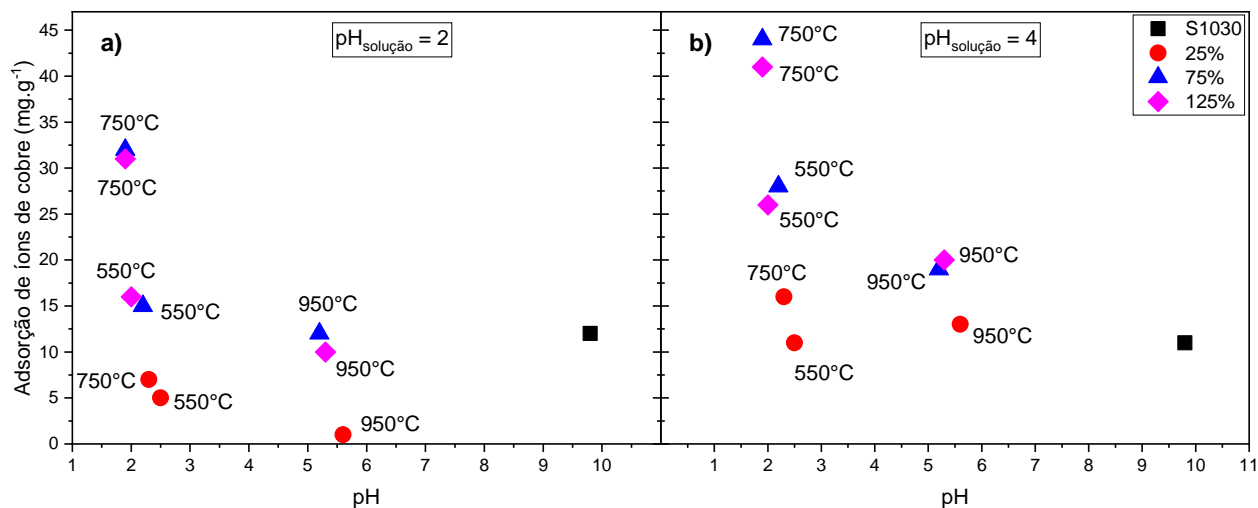 a)
pH_solução = 2
b)
pH_solução = 4
S1030
25%
75%
125%
Adsorção de íons de cobre (mg.g⁻¹)
45
40
35
30
25
20
15
10
5
0
750°C
750°C
550°C
550°C
950°C
950°C
750°C
550°C
950°C
750°C
750°C
550°C
550°C
750°C
950°C
950°C
550°C
950°C
1 2 3 4 5 6 7 8 9 10
1 2 3 4 5 6 7 8 9 10 11
pH
pH